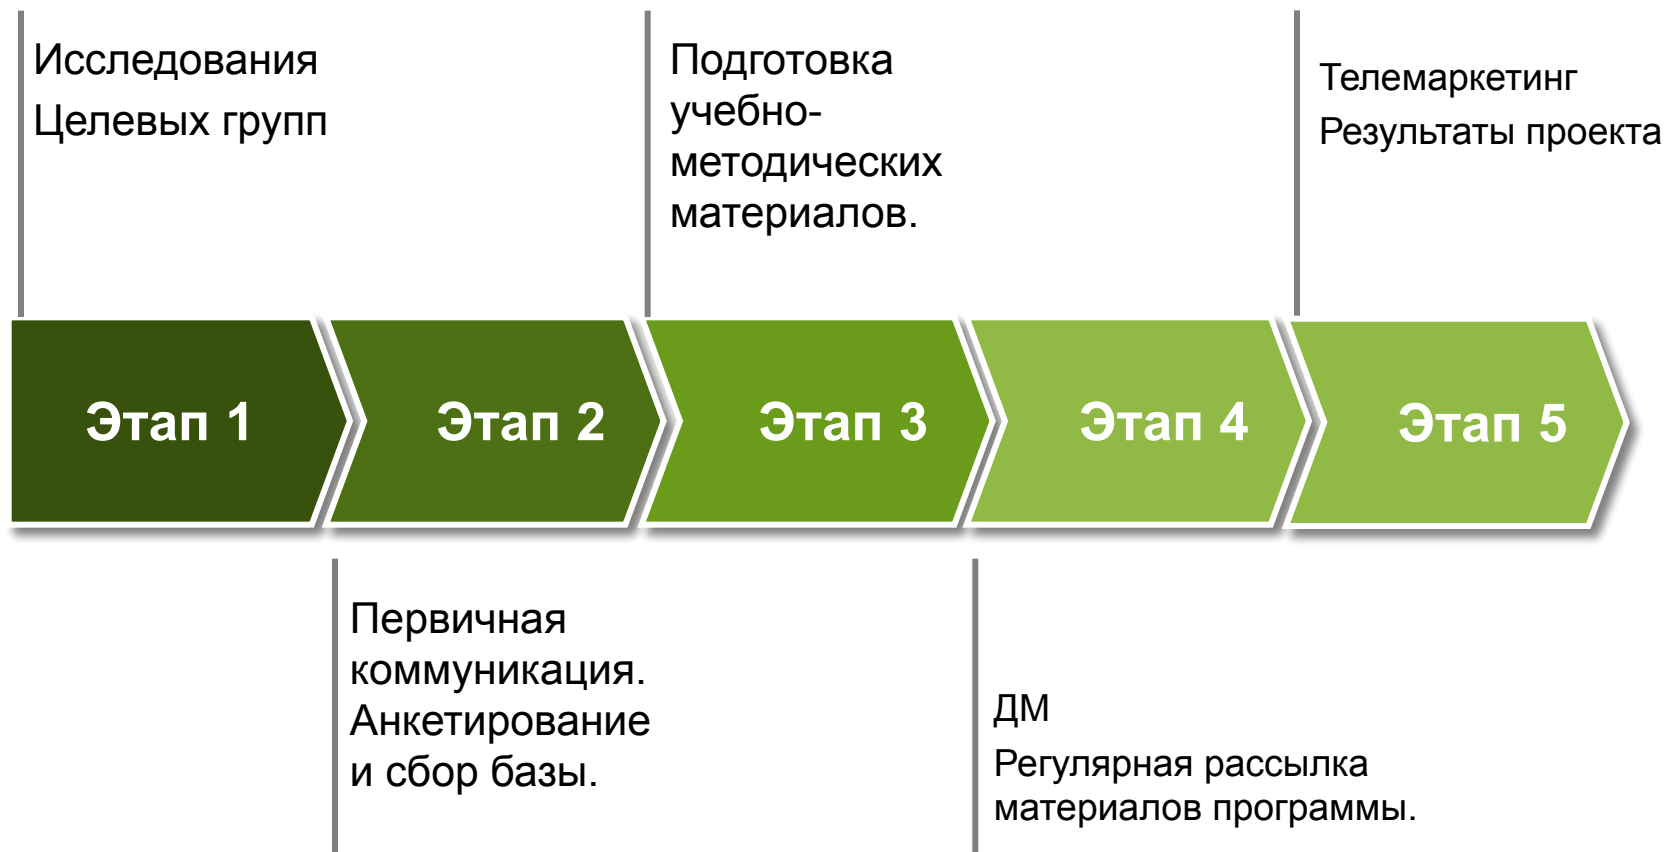 Исследования
Целевых групп
Подготовка
учебно-
методических
материалов.
Телемаркетинг
Результаты проекта
Этап 1
Этап 2
Этап 3
Этап 4
Этап 5
Первичная
коммуникация.
Анкетирование
и сбор базы.
ДМ
Регулярная рассылка
материалов программы.